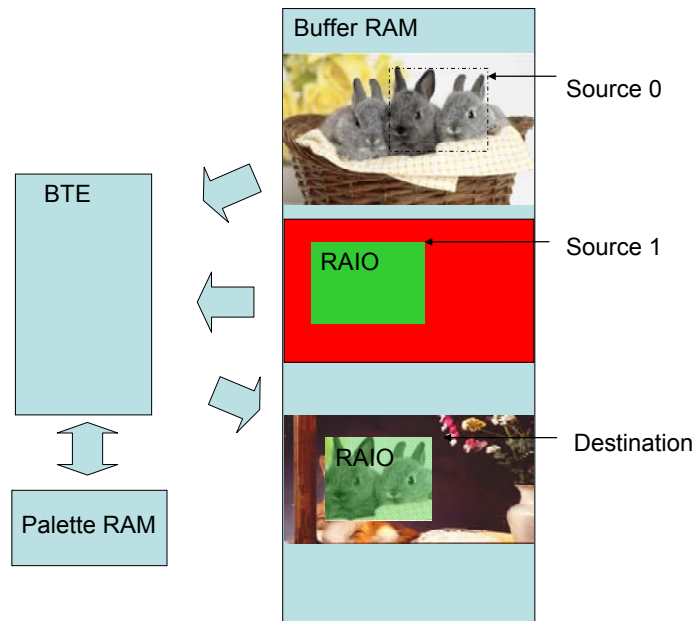 Buffer RAM
Source 0
BTE
Source 1
RAIO
Destination
RAIO
Palette RAM